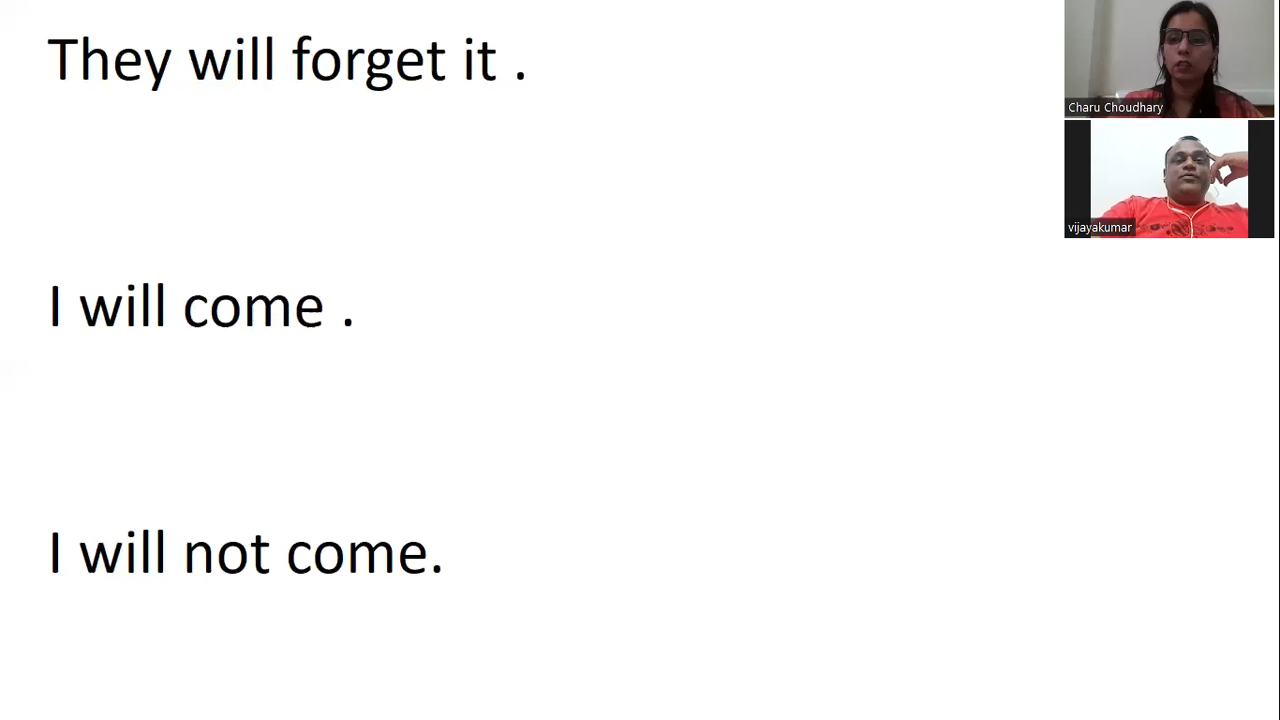 They will forget it .
Charu Choudhary
vijayakumar
I will come .
I will not come.